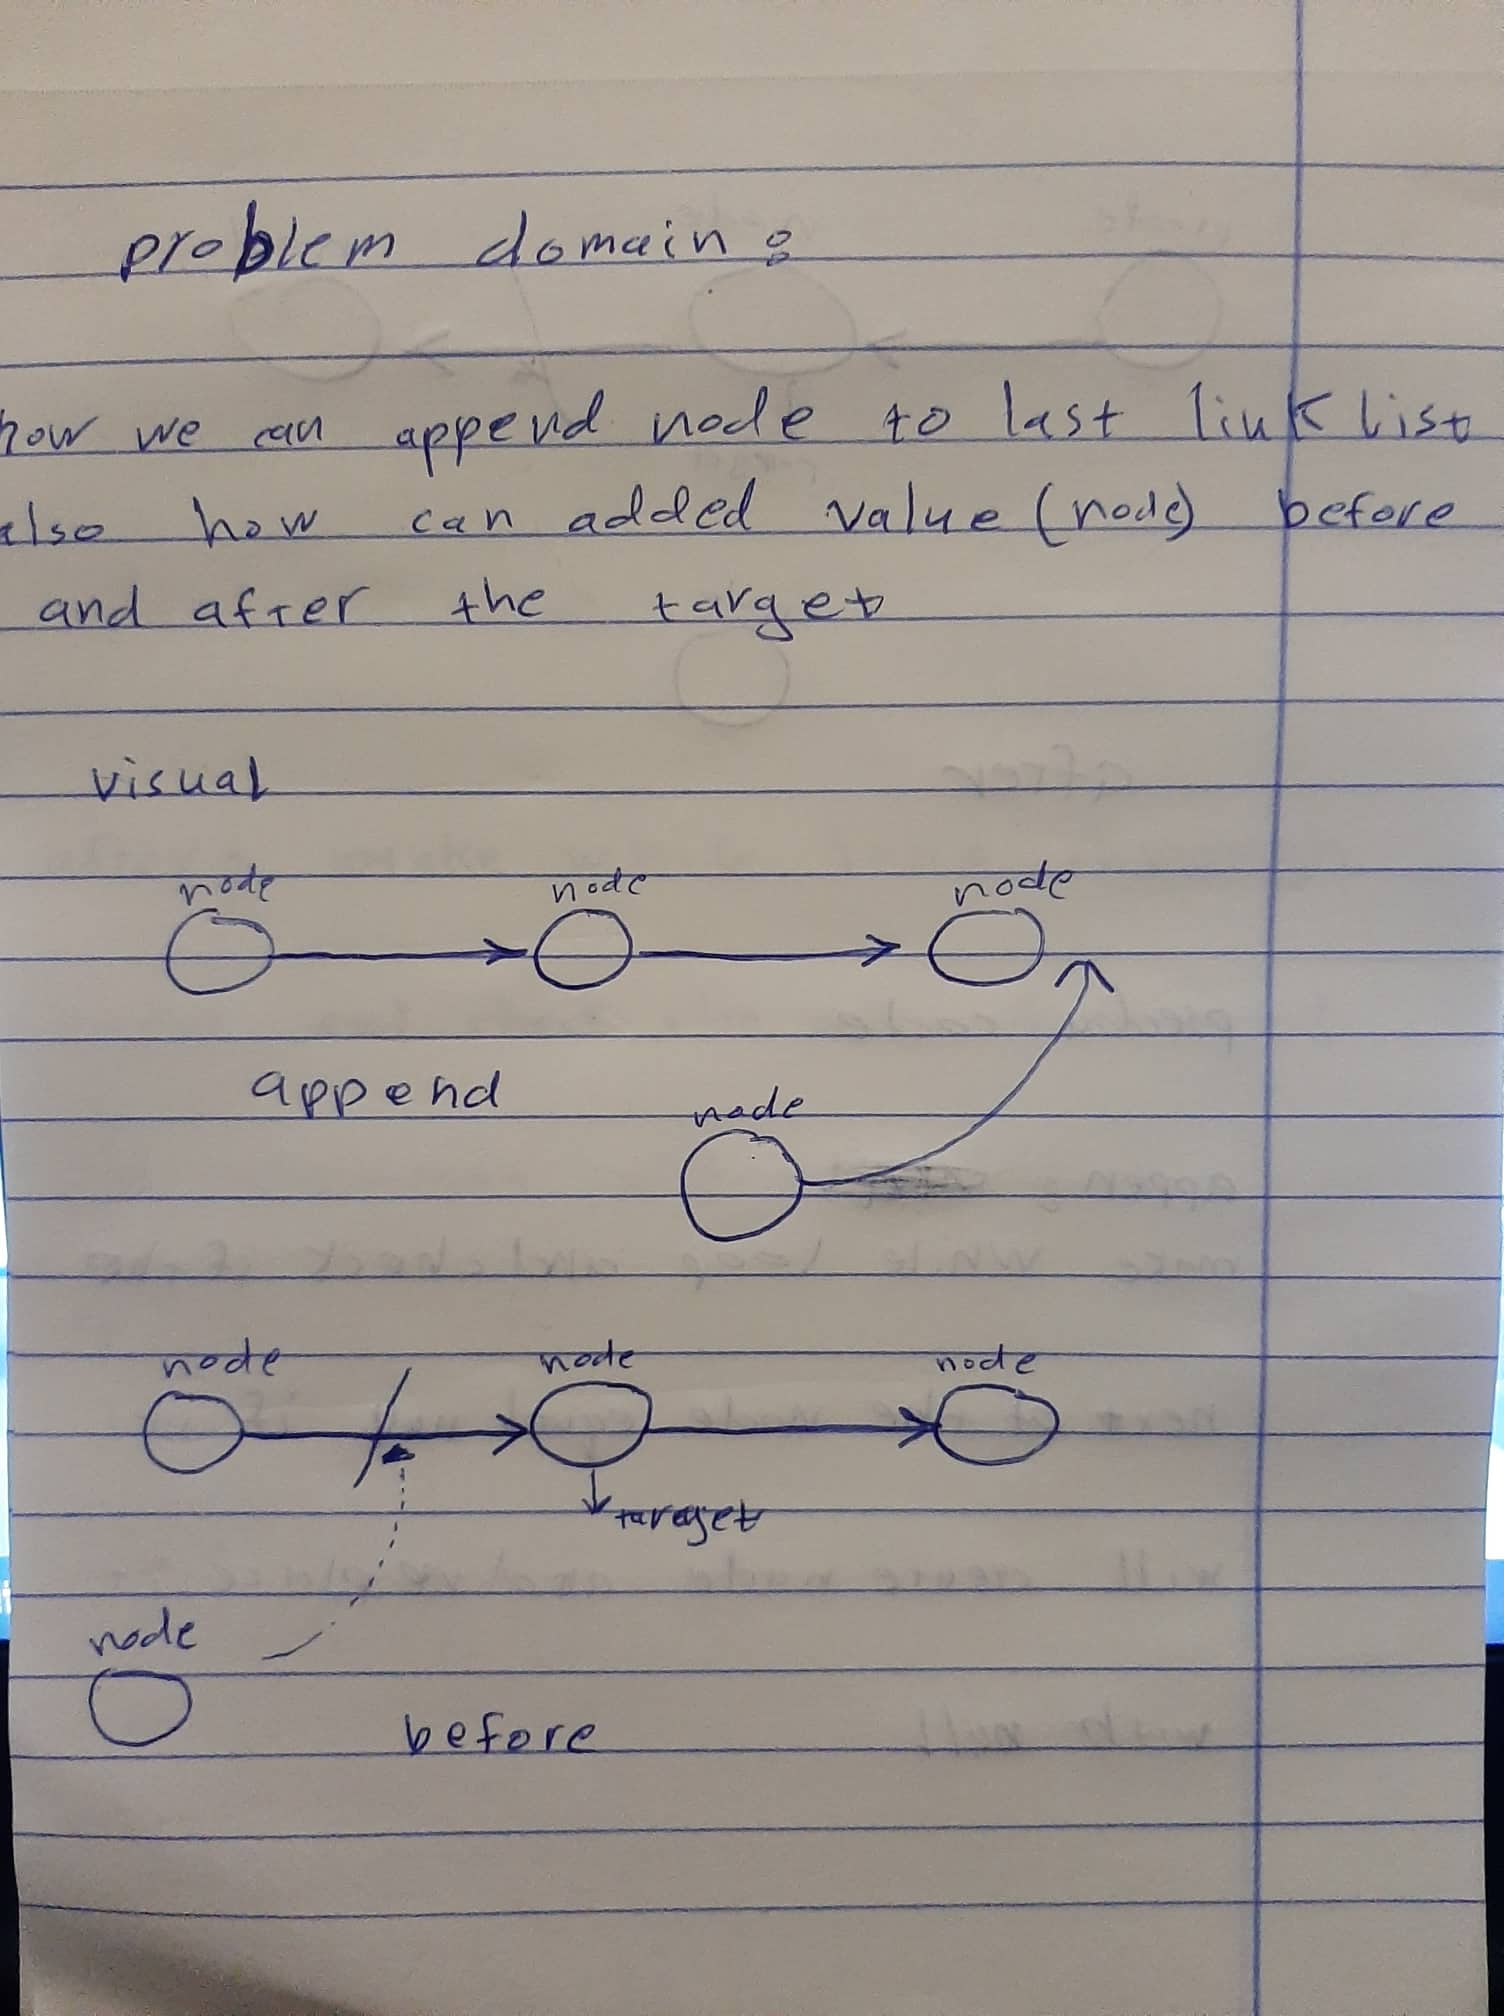 problem domain:
how we can append node to last link list
also how can added value (node) before
and after the target
visual
node node node
append
node
node node node
target
node
before